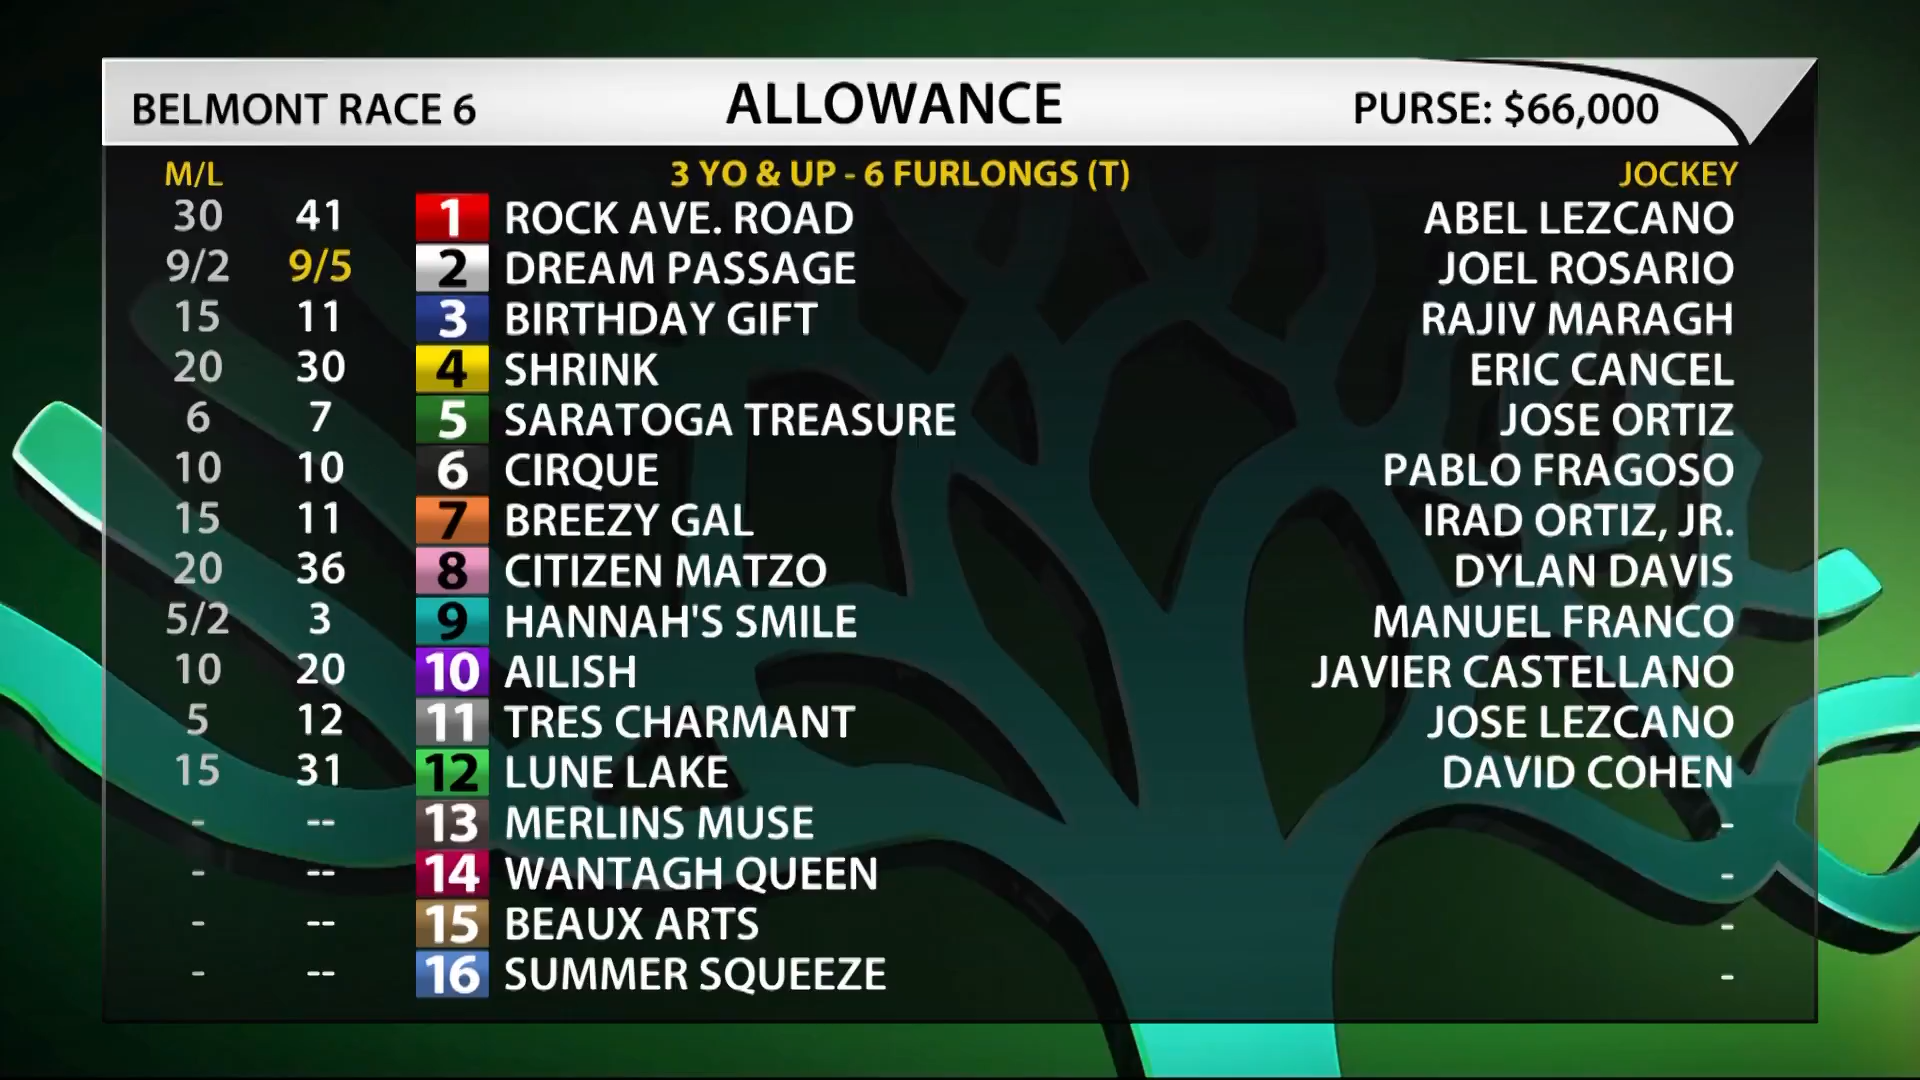 BELMONT RACE 6 ALLOWANCE PURSE: $66,000
M/L 3 YO & UP - 6 FURLONGS (T) JOCKEY
30 41 1 ROCK AVE. ROAD ABEL LEZCANO
9/2 9/5 2 DREAM PASSAGE JOEL ROSARIO
15 11 3 BIRTHDAY GIFT RAJIV MARAGH
20 30 4 SHRINK ERIC CANCEL
6 7 5 SARATOGA TREASURE JOSE ORTIZ
10 10 6 CIRQUE PABLO FRAGOSO
15 11 7 BREEZY GAL IRAD ORTIZ, JR.
20 36 8 CITIZEN MATZO DYLAN DAVIS
5/2 3 9 HANNAH'S SMILE MANUEL FRANCO
10 20 10 AILISH JAVIER CASTELLANO
5 12 11 TRES CHARMANT JOSE LEZCANO
15 31 12 LUNE LAKE DAVID COHEN
- -- 13 MERLINS MUSE -
- -- 14 WANTAGH QUEEN -
- -- 15 BEAUX ARTS -
- -- 16 SUMMER SQUEEZE -